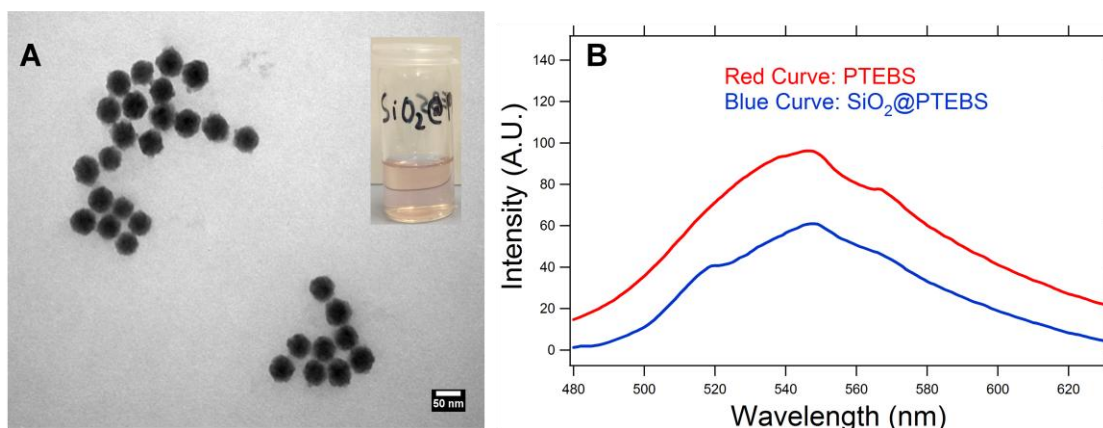 A
SiO2@P
50 nm
B
Red Curve: PTEBS
Blue Curve: SiO₂@PTEBS
Intensity (A.U.)
140
120
100
80
60
40
20
0
480
500
520
540
560
580
600
620
Wavelength (nm)